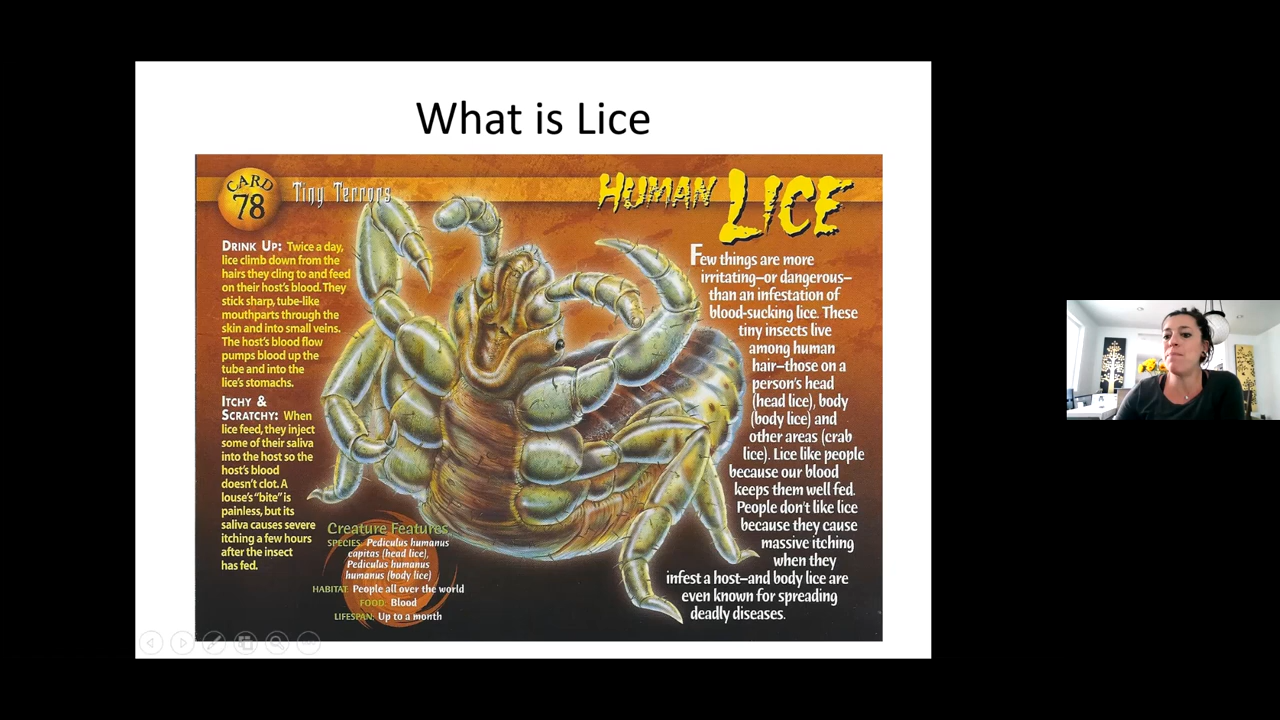 What is Lice
CARD
78
Tiny Terrors
HUMAN LICE
DRINK UP: Twice a day,
lice climb down from the
hairs they cling to and feed
on their host's blood. They
stick sharp, tube-like
mouthparts through the
skin and into small veins.
The host's blood flow
pumps blood up the
tube and into the
lice's stomachs.
ITCHY &
SCRATCHY: When
lice feed, they inject
some of their saliva
into the host so the
host's blood
doesn't clot. A
louse's "bite" is
painless, but its
saliva causes severe
itching a few hours
after the insect
has fed.
Creature Features
SPECIES: Pediculus humanus
capitas (head lice),
Pediculus humanus
humanus (body lice)
HABITAT: People all over the world
FOOD: Blood
LIFESPAN: Up to a month
Few things are more
irritating–or dangerous–
than an infestation of
blood-sucking lice. These
tiny insects live
among human
hair–those on a
person's head
(head lice), body
(body lice) and
other areas (crab
lice). Lice like people
because our blood
keeps them well fed.
People don't like lice
because they cause
massive itching
when they
infest a host–and body lice are
even known for spreading
deadly diseases.